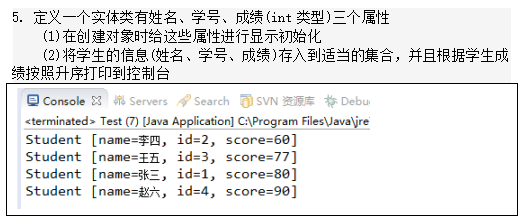 5. 定义一个实体类有姓名、学号、成绩(int 类型)三个属性
(1)在创建对象时给这些属性进行显示初始化
(2)将学生的信息(姓名、学号、成绩)存入到适当的集合，并且根据学生成
绩按照升序打印到控制台
Console Servers Search SVN 资源库 Debu
<terminated> Test (7) [Java Application] C:\Program Files\Java\jre
Student [name=李四, id=2, score=60]
Student [name=王五, id=3, score=77]
Student [name=张三, id=1, score=80]
Student [name=赵六, id=4, score=90]